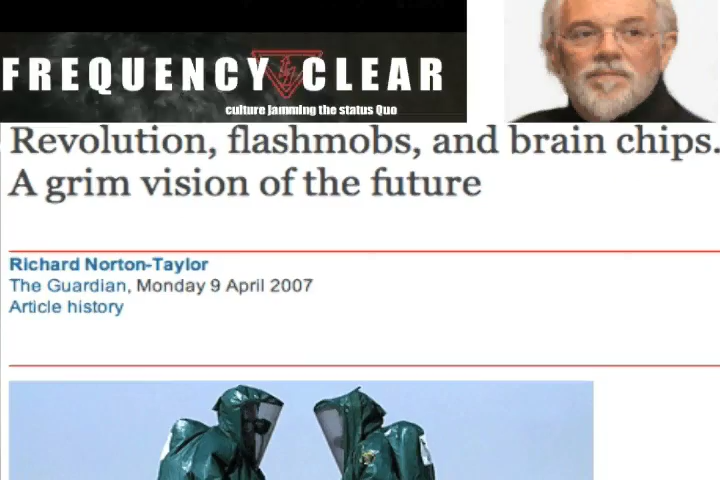 FREQUENCY CLEAR
culture jamming the status Quo
Revolution, flashmobs, and brain chips.
A grim vision of the future
Richard Norton-Taylor
The Guardian, Monday 9 April 2007
Article history